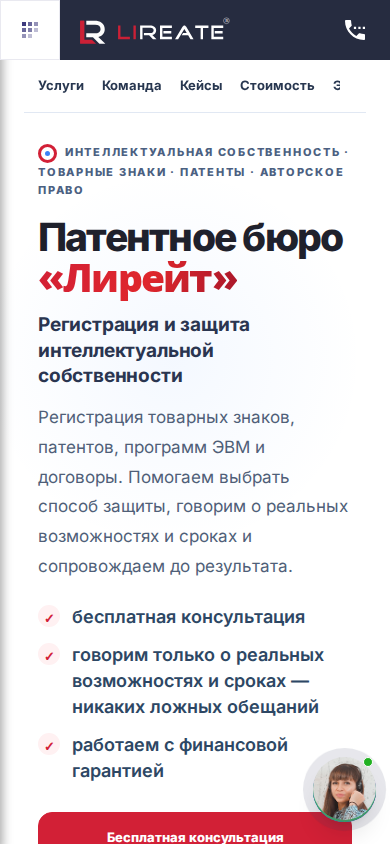 LIREATE®
Услуги Команда Кейсы Стоимость
ИНТЕЛЛЕКТУАЛЬНАЯ СОБСТВЕННОСТЬ ·
ТОВАРНЫЕ ЗНАКИ · ПАТЕНТЫ · АВТОРСКОЕ
ПРАВО
Патентное бюро
«Лирейт»
Регистрация и защита
интеллектуальной
собственности
Регистрация товарных знаков,
патентов, программ ЭВМ и
договоры. Помогаем выбрать
способ защиты, говорим о реальных
возможностях и сроках и
сопровождаем до результата.
бесплатная консультация
говорим только о реальных
возможностях и сроках —
никаких ложных обещаний
работаем с финансовой
гарантией
Бесплатная консультация